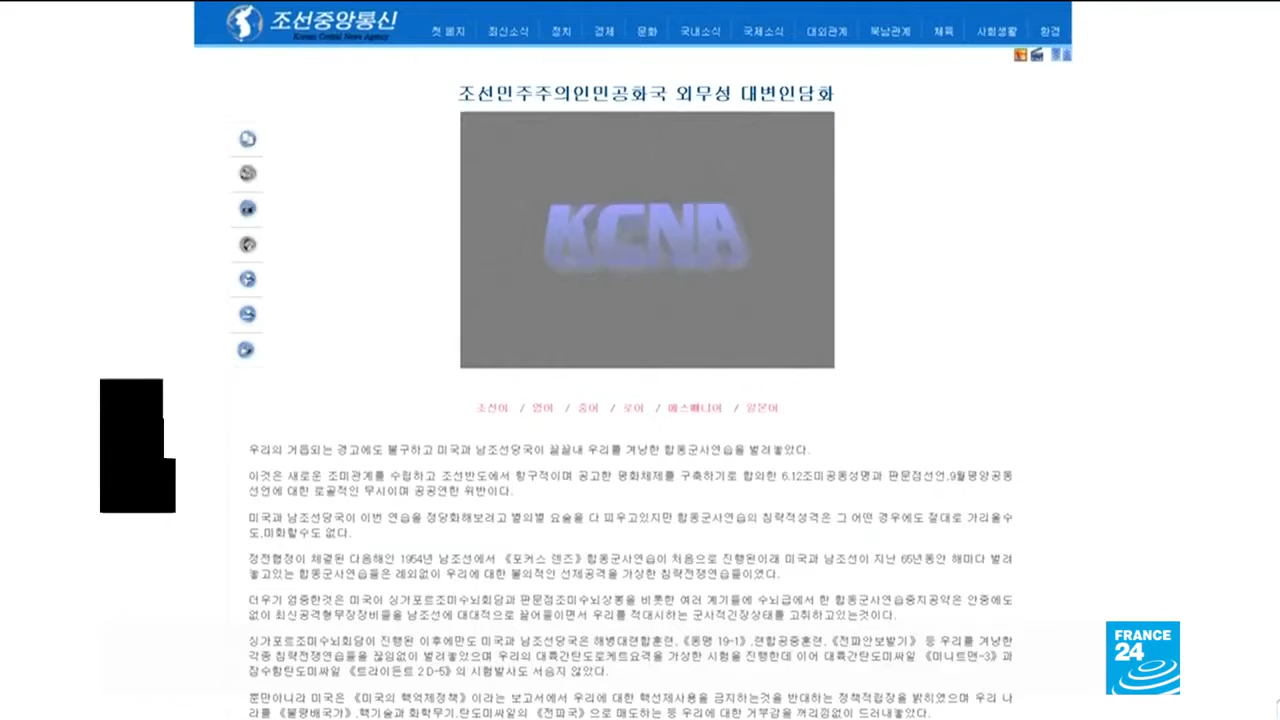 조선중앙통신
Korean Central News Agency
첫 페지 최신소식 정치 경제 문화 국내소식 국제소식 대외관계 북남관계 체육 사회생활 환경
조선민주주의인민공화국 외무성 대변인담화
KCNA
조선어 / 영어 / 중어 / 로어 / 에스빠니어 / 일본어
우리의 거듭되는 경고에도 불구하고 미국과 남조선당국이 끝끝내 우리를 겨냥한 합동군사연습을 벌려놓았다.
이것은 새로운 조미관계를 수립하고 조선반도에서 항구적이며 공고한 평화체제를 구축하기로 합의한 6.12조미공동성명과 판문점선언,9월평양공동
선언에 대한 로골적인 무시이며 공공연한 위반이다.
미국과 남조선당국이 이번 연습을 정당화해보려고 별의별 요술을 다 피우고있지만 합동군사연습의 침략적성격은 그 어떤 경우에도 절대로 가리울수
도,미화할수도 없다.
정전협정이 체결된 다음해인 1954년 남조선에서 《포커스 렌즈》합동군사연습이 처음으로 진행된이래 미국과 남조선이 지난 65년동안 해마다 벌려
놓고있는 합동군사연습들은 례외없이 우리에 대한 불의적인 선제공격을 가상한 침략전쟁연습들이였다.
더우기 엄중한것은 미국이 싱가포르조미수뇌회담과 판문점조미수뇌상봉을 비롯한 여러 계기들에 수뇌급에서 한 합동군사연습중지공약은 안중에도
없이 최신공격형무장장비들을 남조선에 대대적으로 끌어들이면서 우리를 적대시하는 군사적긴장상태를 고취하고있는것이다.
싱가포르조미수뇌회담이 진행된 이후에만도 미국과 남조선당국은 해병대련합훈련,《동맹 19-1》,련합공중훈련,《전파안보발기》 등 우리를 겨냥한
각종 침략전쟁연습들을 끊임없이 벌려놓았으며 우리의 대륙간탄도로케트요격을 가상한 시험을 진행한데 이어 대륙간탄도미싸일 《미니트맨-3》과
잠수함탄도미싸일 《트라이든트 2 D-5》의 시험발사도 서슴지 않았다.
뿐만아니라 미국은 《미국의 핵억제정책》이라는 보고서에서 우리에 대한 핵선제사용을 금지하는것을 반대하는 정책적립장을 밝히였으며 우리 나
라를 《불량배국가》,핵기술과 화학무기,탄도미싸일의 《전파국》으로 매도하는 등 우리에 대한 거부감을 꺼리낌없이 드러내놓았다.
FRANCE
24